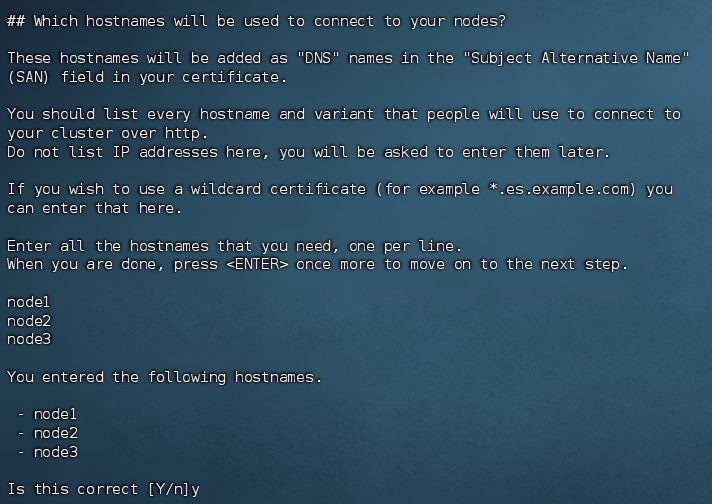 ## Which hostnames will be used to connect to your nodes?
These hostnames will be added as "DNS" names in the "Subject Alternative Name"
(SAN) field in your certificate.
You should list every hostname and variant that people will use to connect to
your cluster over http.
Do not list IP addresses here, you will be asked to enter them later.
If you wish to use a wildcard certificate (for example *.es.example.com) you
can enter that here.
Enter all the hostnames that you need, one per line.
When you are done, press <ENTER> once more to move on to the next step.
node1
node2
node3
You entered the following hostnames.
- node1
- node2
- node3
Is this correct [Y/n]y